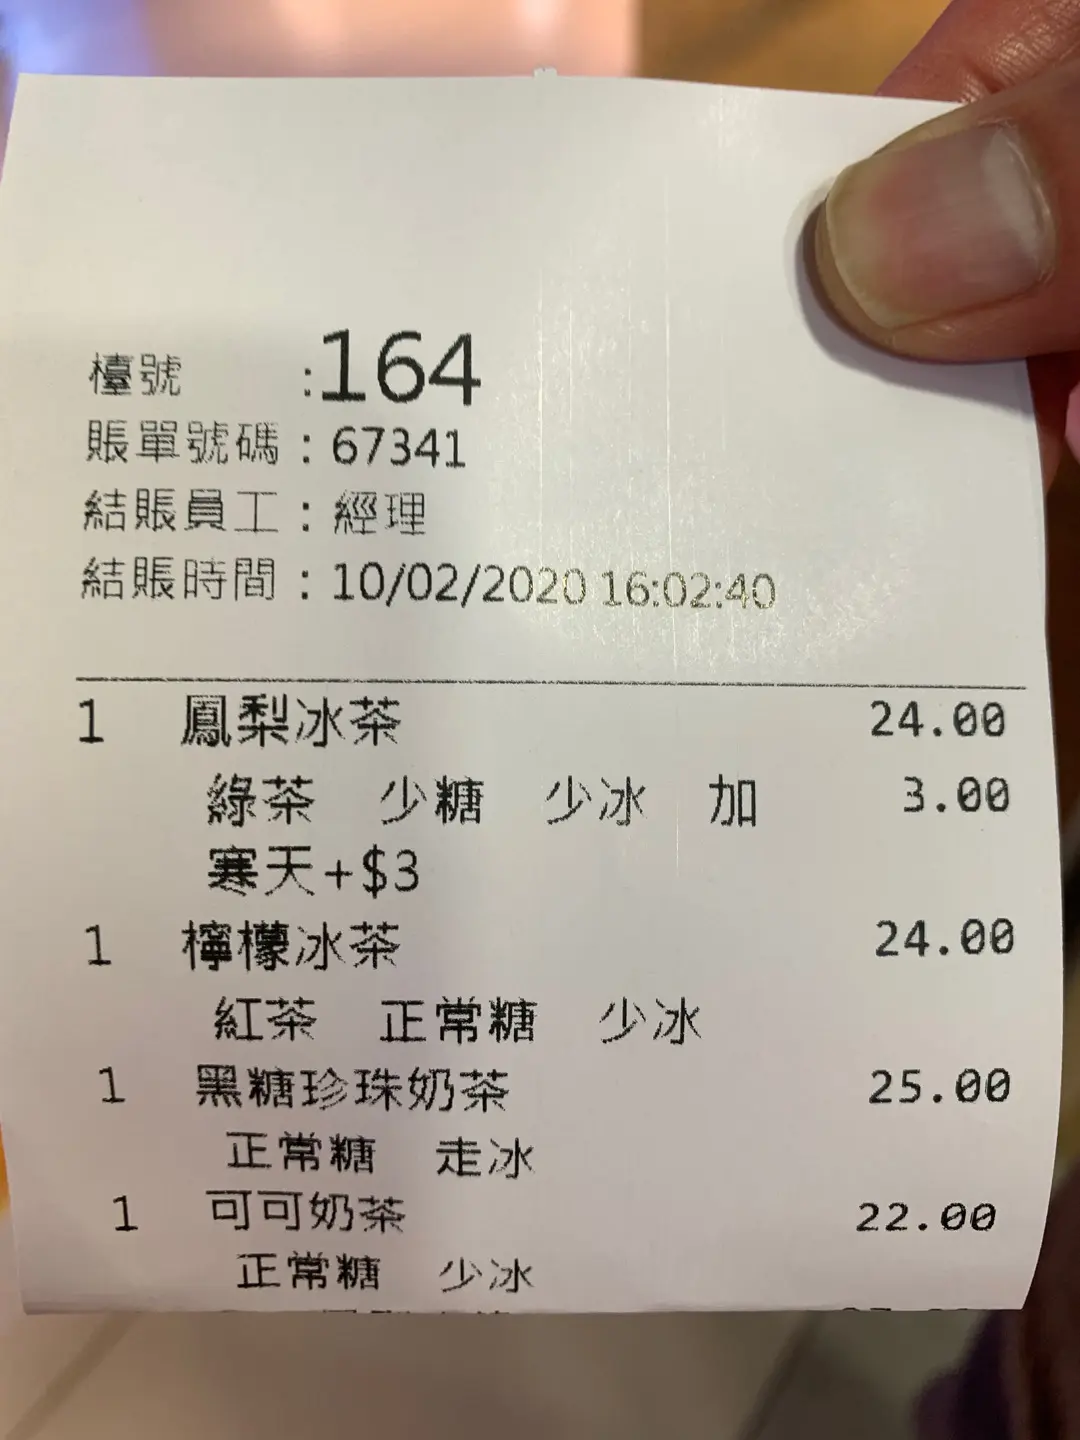 檯號 :164
賬單號碼 : 67341
結賬員工 : 經理
結賬時間 : 10/02/2020 16:02:40
1 鳳梨冰茶 24.00
綠茶 少糖 少冰 加 3.00
寒天+$3
1 檸檬冰茶 24.00
紅茶 正常糖 少冰
1 黑糖珍珠奶茶 25.00
正常糖 走冰
1 可可奶茶 22.00
正常糖 少冰